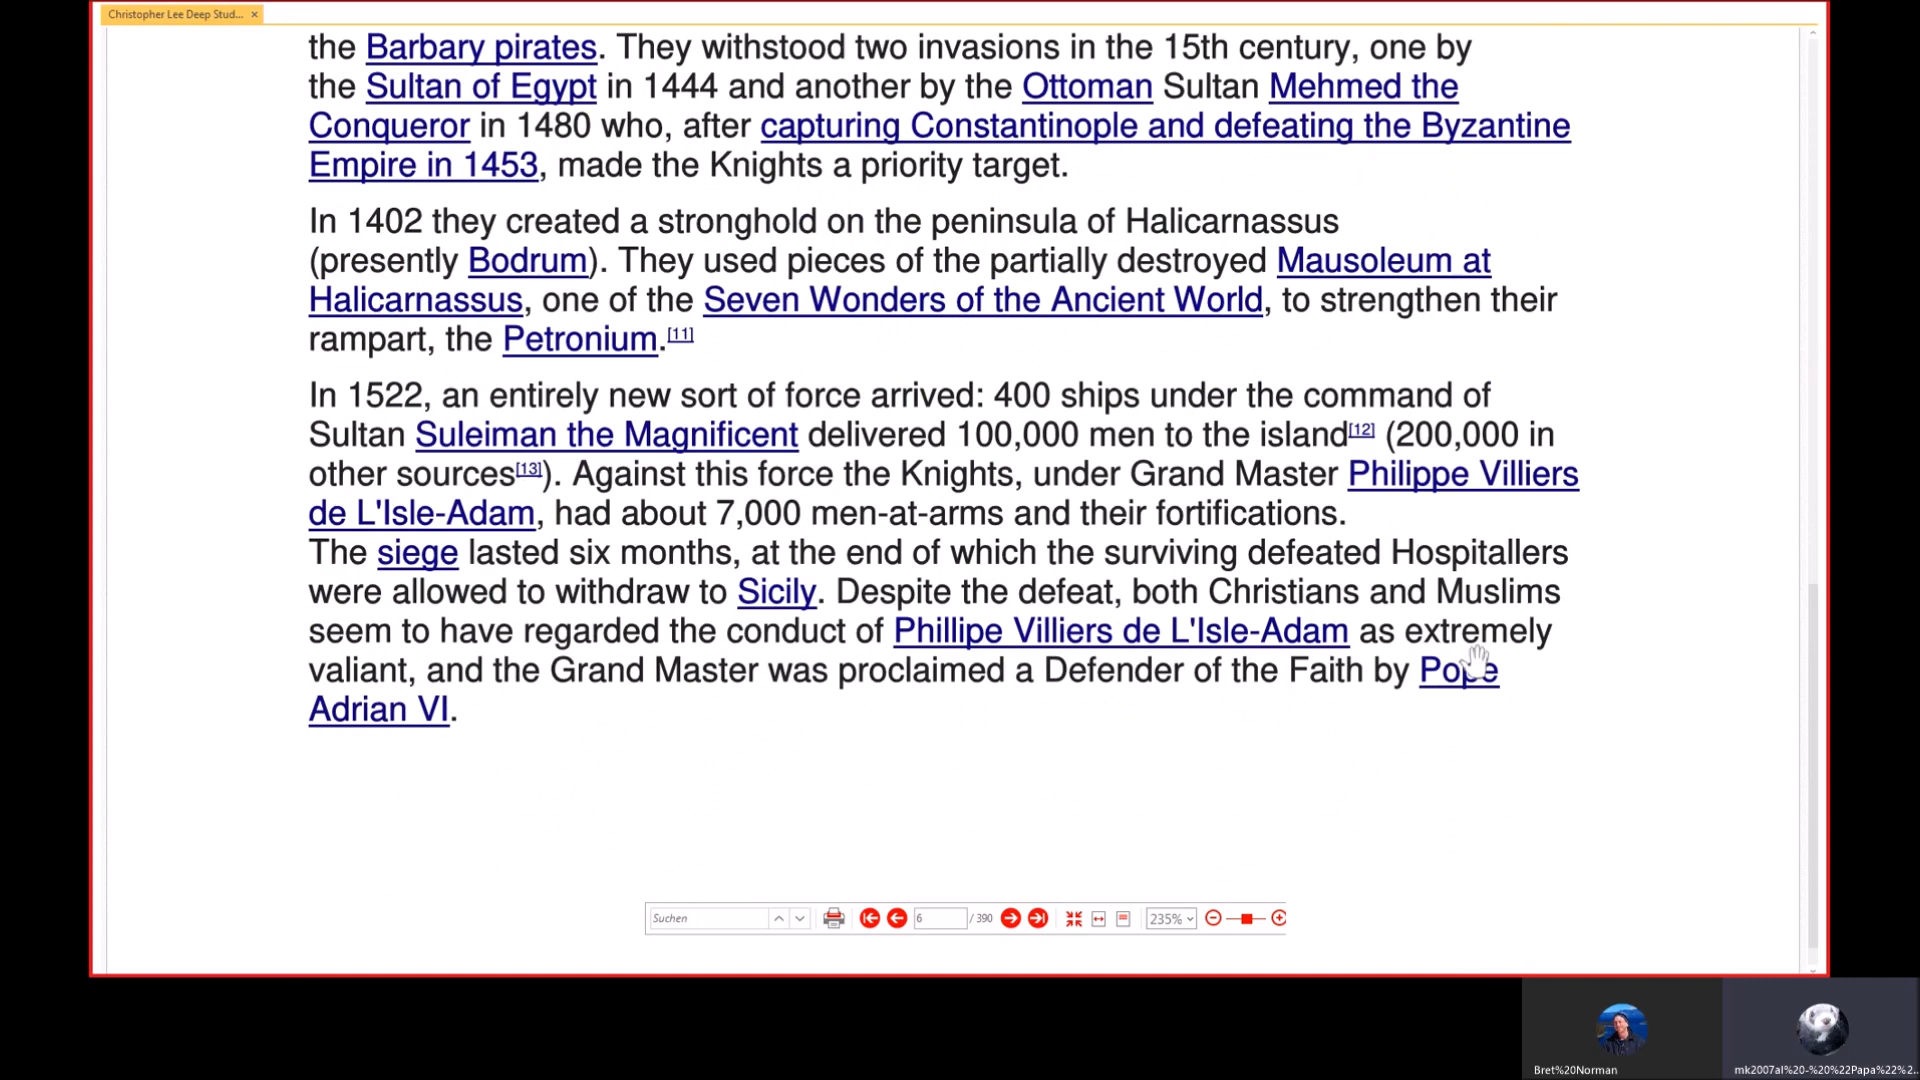 Christopher Lee Deep Stud... ×
the Barbary pirates. They withstood two invasions in the 15th century, one by
the Sultan of Egypt in 1444 and another by the Ottoman Sultan Mehmed the
Conqueror in 1480 who, after capturing Constantinople and defeating the Byzantine
Empire in 1453, made the Knights a priority target.
In 1402 they created a stronghold on the peninsula of Halicarnassus
(presently Bodrum). They used pieces of the partially destroyed Mausoleum at
Halicarnassus, one of the Seven Wonders of the Ancient World, to strengthen their
rampart, the Petronium.[11]
In 1522, an entirely new sort of force arrived: 400 ships under the command of
Sultan Suleiman the Magnificent delivered 100,000 men to the island[12] (200,000 in
other sources[13]). Against this force the Knights, under Grand Master Philippe Villiers
de L'Isle-Adam, had about 7,000 men-at-arms and their fortifications.
The siege lasted six months, at the end of which the surviving defeated Hospitallers
were allowed to withdraw to Sicily. Despite the defeat, both Christians and Muslims
seem to have regarded the conduct of Phillipe Villiers de L'Isle-Adam as extremely
valiant, and the Grand Master was proclaimed a Defender of the Faith by Pope
Adrian VI.
Suchen 6 / 390 235%
Bret%20Norman
mk2007al%20-%20%22Papa%22%2...